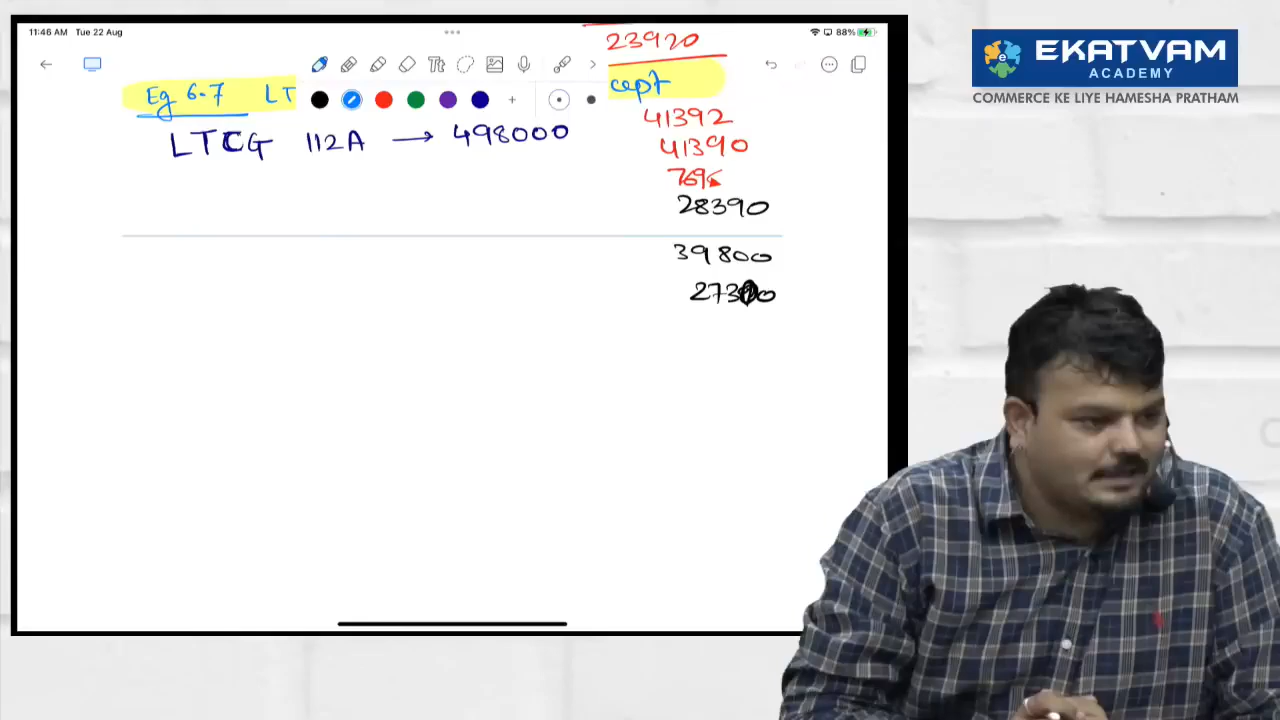 11:46 AM Tue 22 Aug
88%
23920
Eg 6.7 LT
cept
LTCG 112A → 498000
41392
41390
28390
39800
EKATVAM
ACADEMY
COMMERCE KE LIYE HAMESHA PRATHAM